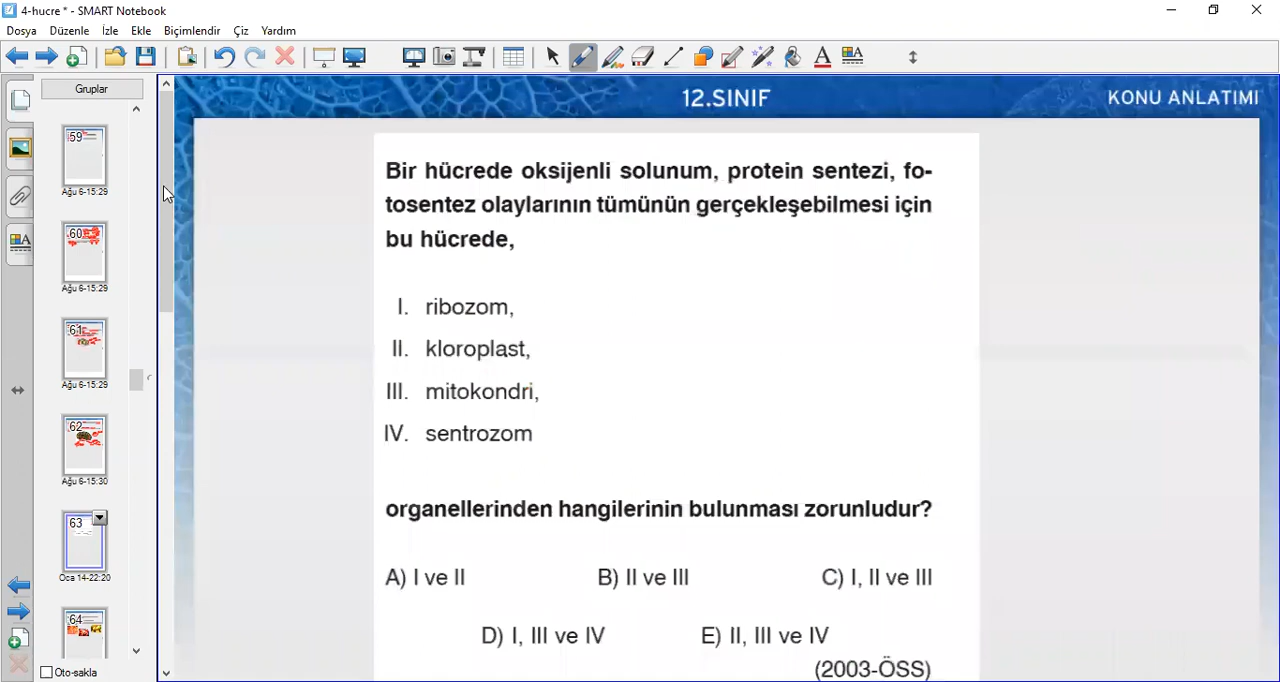 4-hucre * - SMART Notebook
Dosya Düzenle İzle Ekle Biçimlendir Çiz Yardım
Gruplar
59
Ağu 6-15:29
60
Ağu 6-15:29
61
Ağu 6-15:29
62
Ağu 6-15:30
63
Oca 14-22:20
64
Oto-sakla
12.SINIF
KONU ANLATIMI
Bir hücrede oksijenli solunum, protein sentezi, fo-
tosentez olaylarının tümünün gerçekleşebilmesi için
bu hücrede,
I. ribozom,
II. kloroplast,
III. mitokondri,
IV. sentrozom
organellerinden hangilerinin bulunması zorunludur?
A) I ve II B) II ve III C) I, II ve III
D) I, III ve IV E) II, III ve IV
(2003-ÖSS)